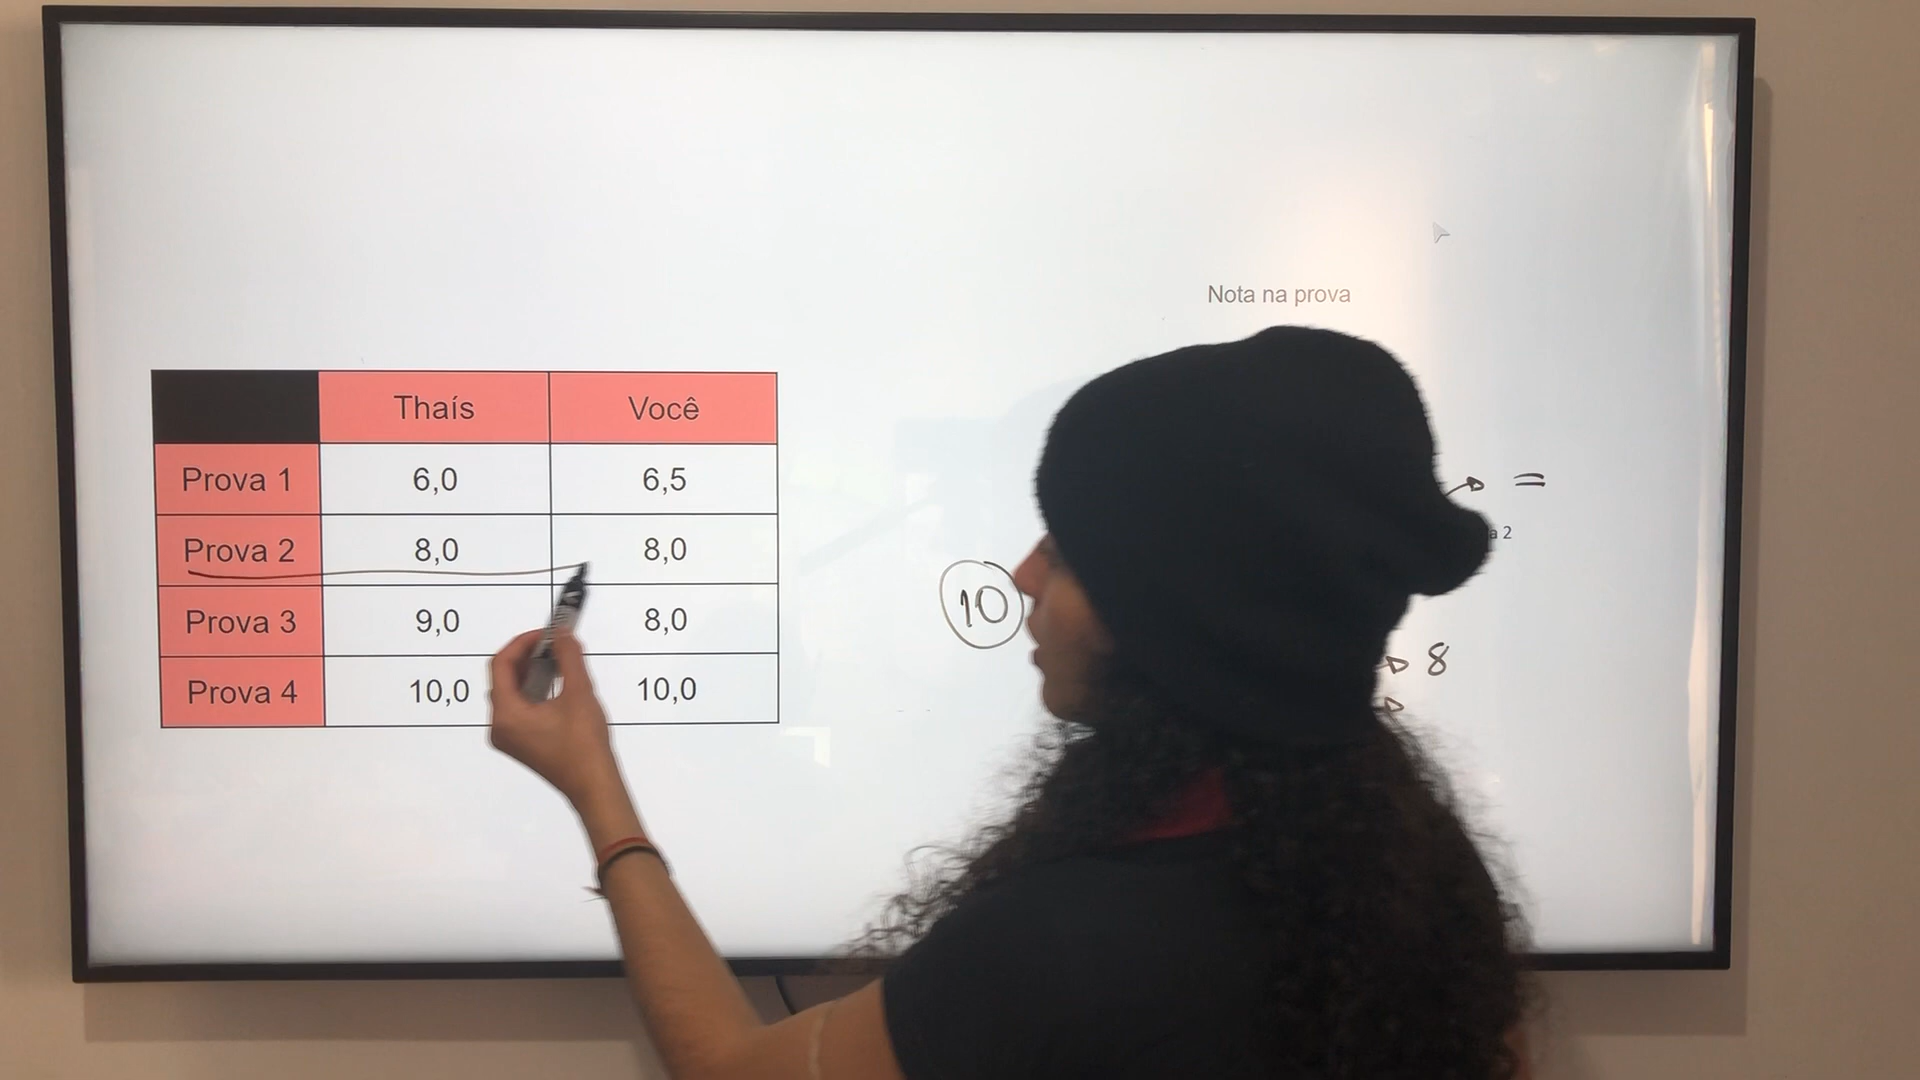 Nota na prova
Thaís Você
Prova 1 6,0 6,5
Prova 2 8,0 8,0
Prova 3 9,0 8,0
Prova 4 10,0 10,0
=
a 2
10
8